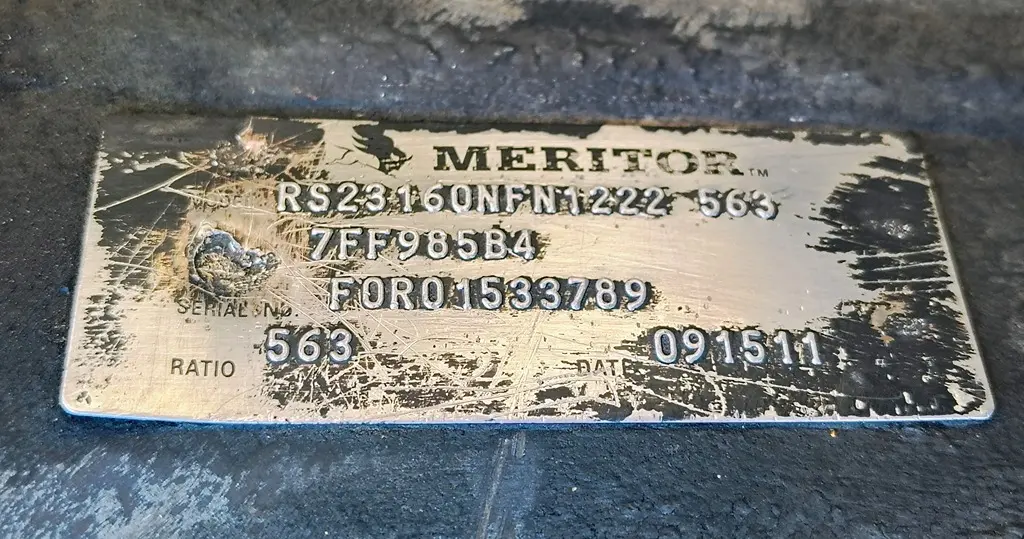 MERITOR™
RS23160NFN1222 563
7FF985B4
SERIAL NO. F0R01533789
RATIO 563 DATE 091511